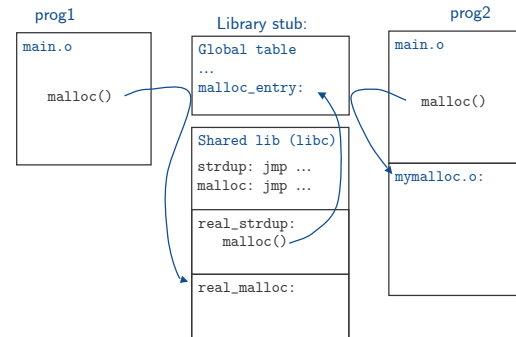 prog1
main.o
malloc()
Library stub:
Global table
...
malloc_entry:
Shared lib (libc)
strdup: jmp ...
malloc: jmp ...
real_strdup:
malloc()
real_malloc:
prog2
main.o
malloc()
mymalloc.o: